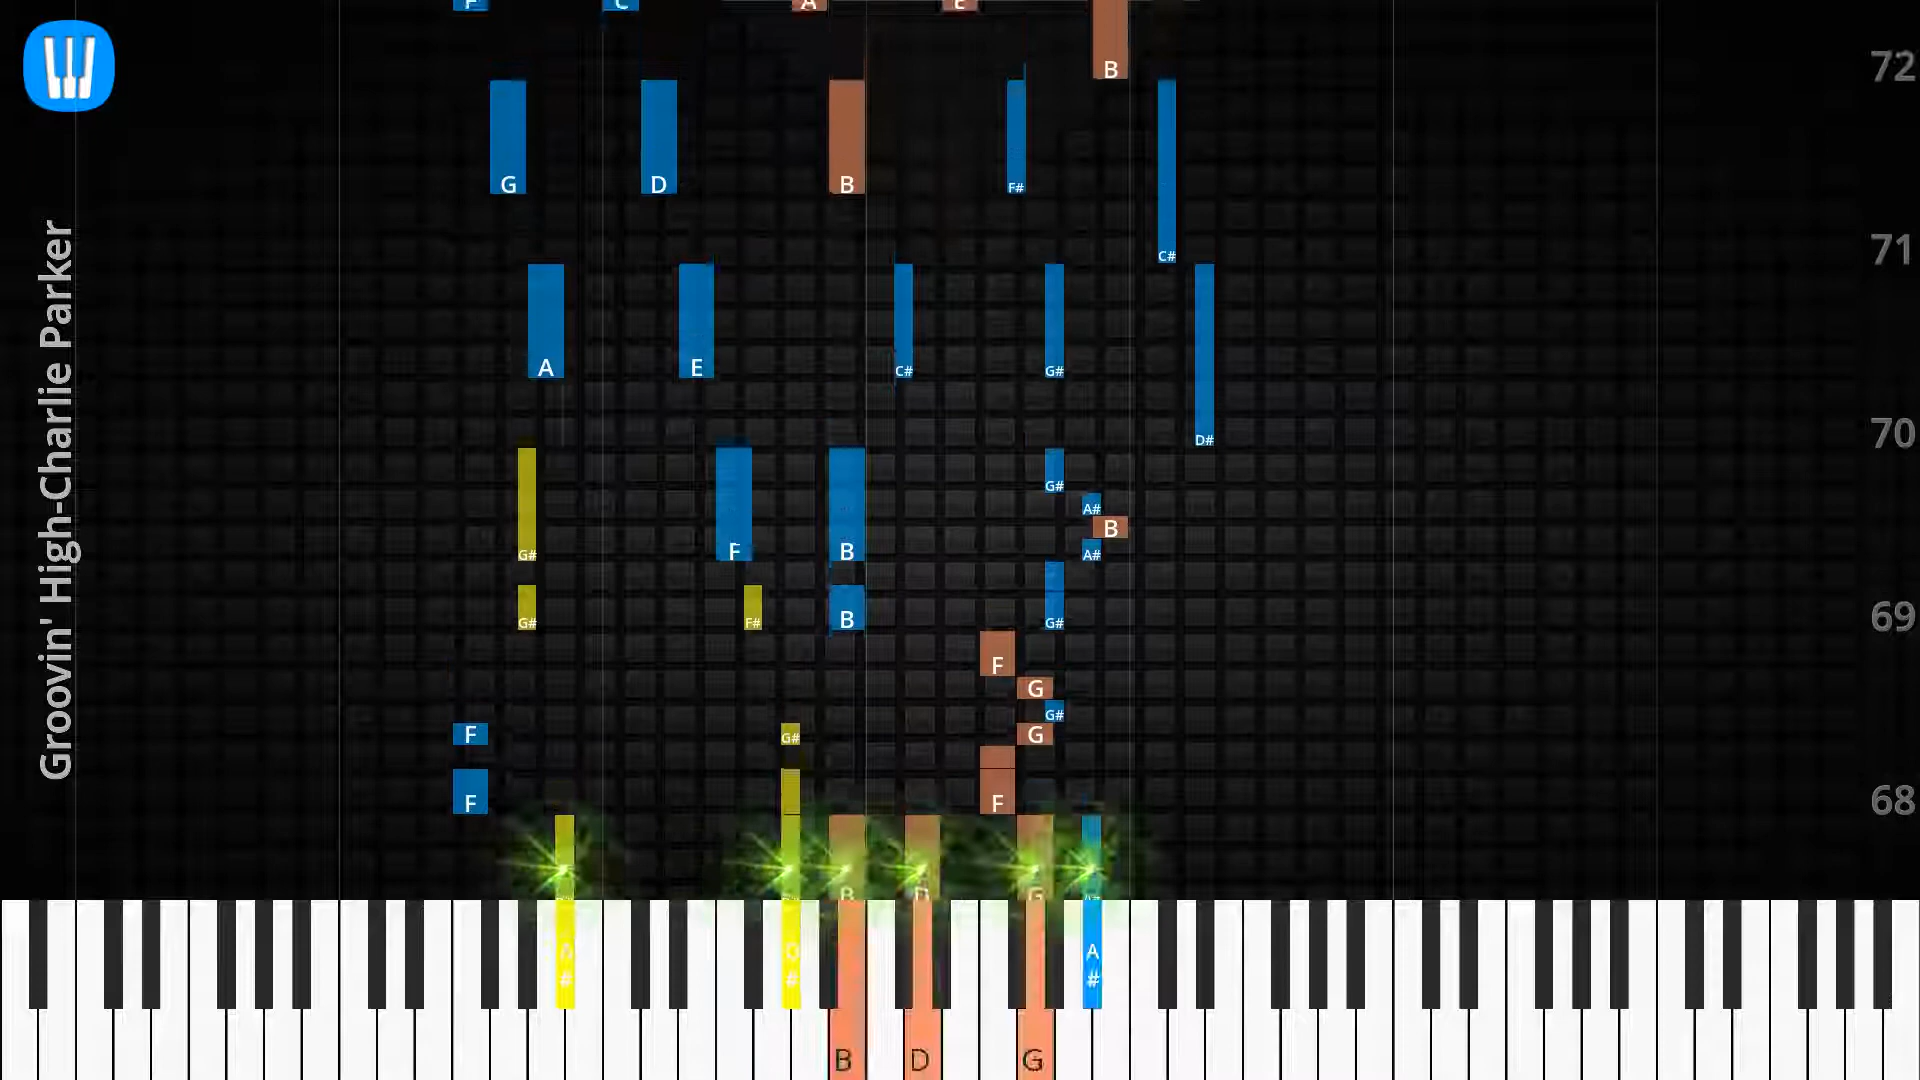 F C A E
72
B
G D B F#
71
C#
A E C# G#
70
D#
G#
A#
B
G# F B A#
69
G# F# B G#
F
G
G#
F G# G
68
F F
B D G
A #
B D G
Groovin' High-Charlie Parker